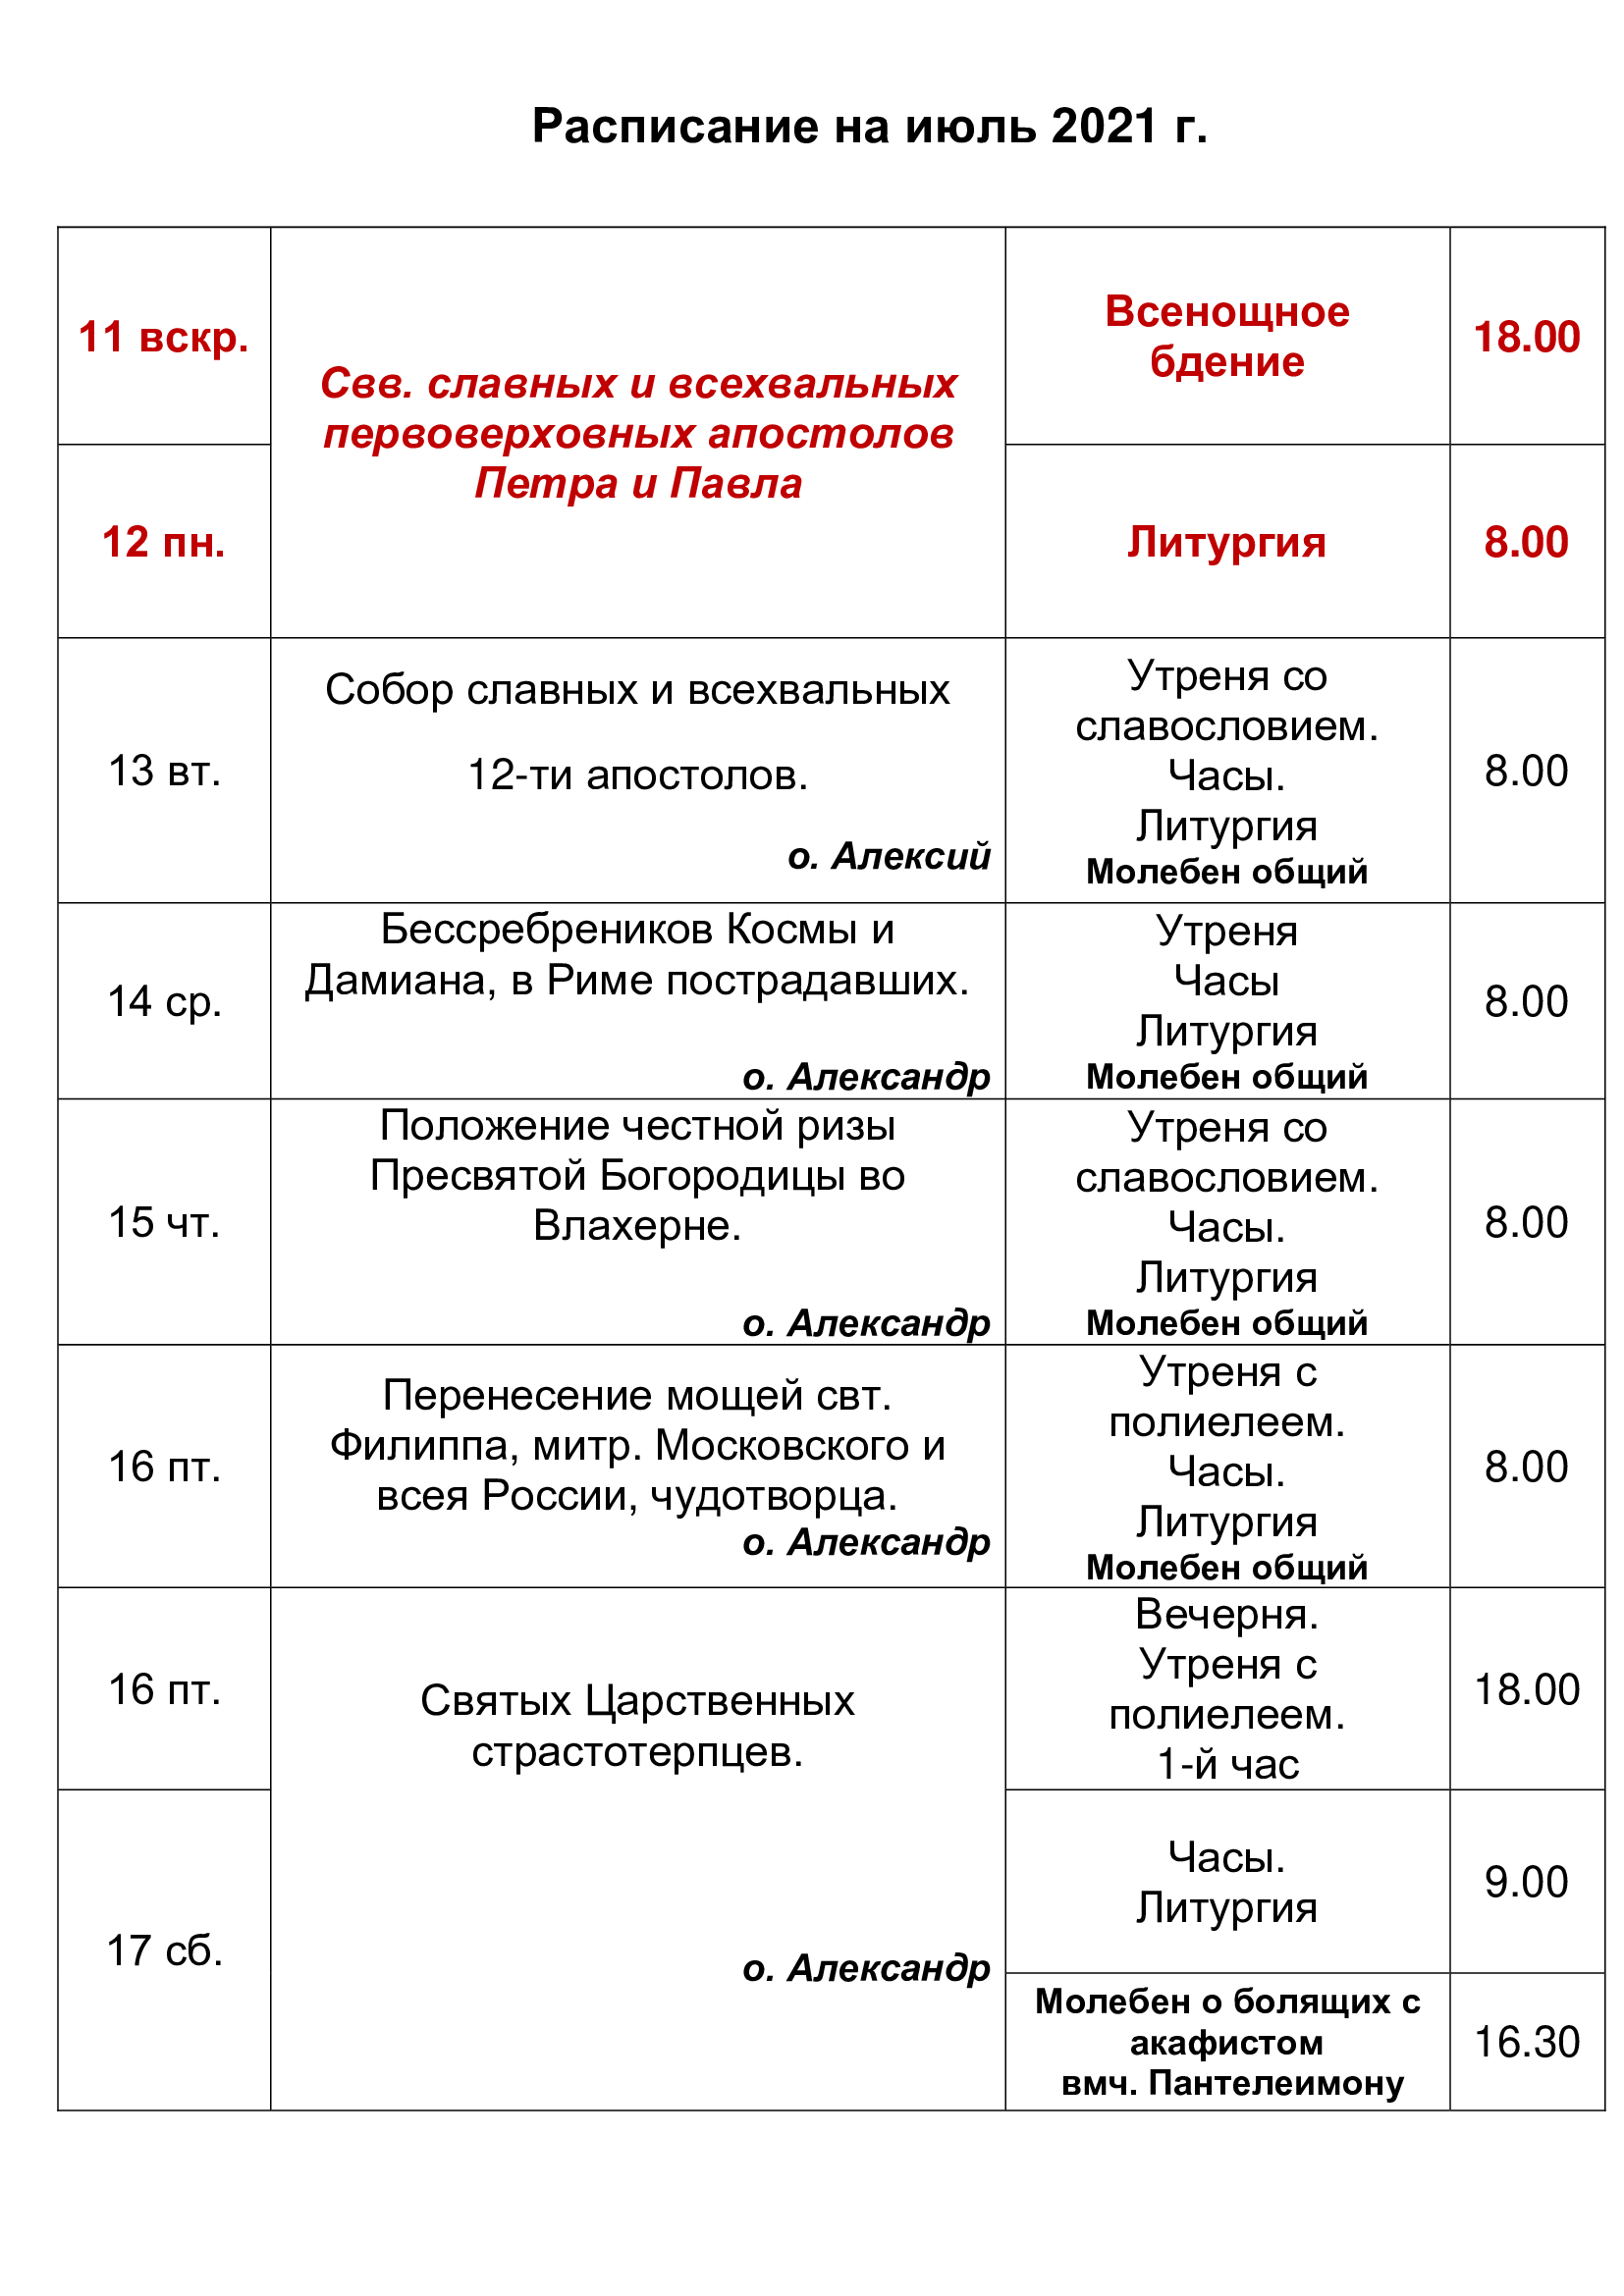 Расписание на июль 2021 г.
11 вскр.
Свв. славных и всехвальных
первоверховных апостолов
Петра и Павла
Всенощное
бдение
18.00
12 пн.
Литургия
8.00
13 вт.
Собор славных и всехвальных
12-ти апостолов.
о. Алексий
Утреня со
славословием.
Часы.
Литургия
Молебен общий
8.00
14 ср.
Бессребреников Космы и
Дамиана, в Риме пострадавших.
о. Александр
Утреня
Часы
Литургия
Молебен общий
8.00
15 чт.
Положение честной ризы
Пресвятой Богородицы во
Влахерне.
о. Александр
Утреня со
славословием.
Часы.
Литургия
Молебен общий
8.00
16 пт.
Перенесение мощей свт.
Филиппа, митр. Московского и
всея России, чудотворца.
о. Александр
Утреня с
полиелеем.
Часы.
Литургия
Молебен общий
8.00
16 пт.
Святых Царственных
страстотерпцев.
о. Александр
Вечерня.
Утреня с
полиелеем.
1-й час
18.00
17 сб.
Часы.
Литургия
9.00
Молебен о болящих с
акафистом
вмч. Пантелеимону
16.30